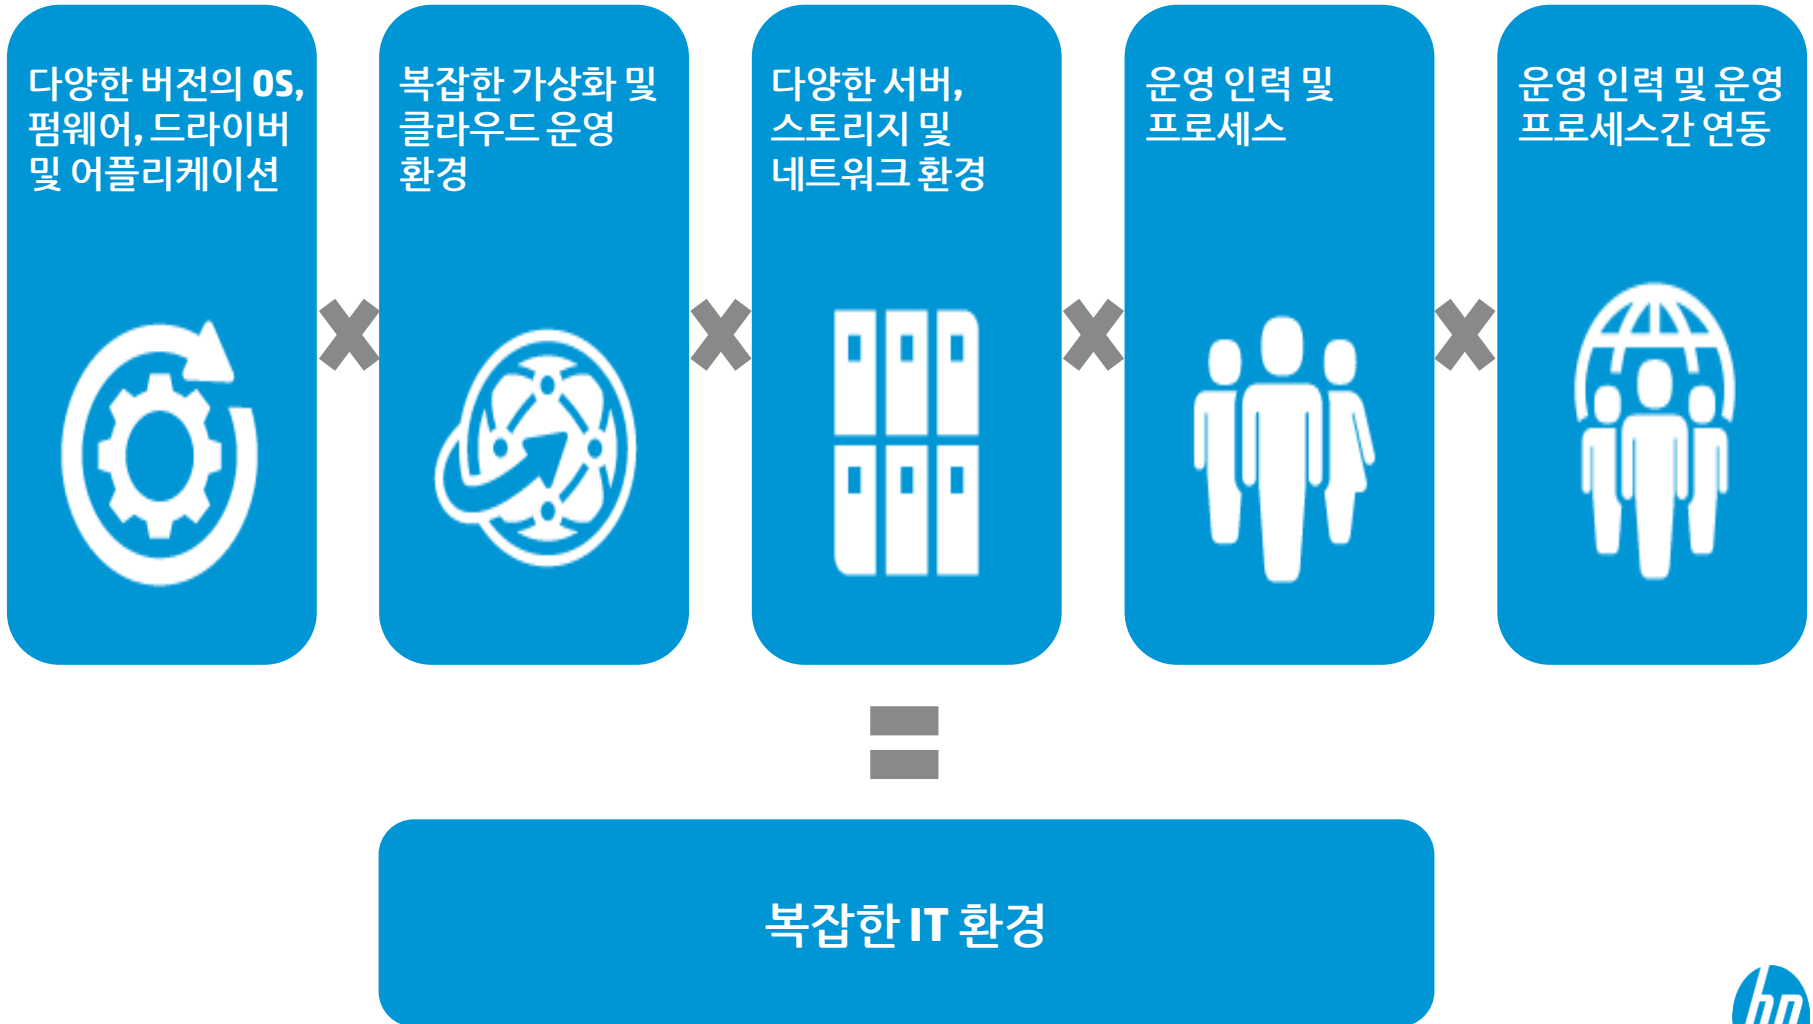 다양한 버전의 OS,
펌웨어, 드라이버
및 어플리케이션
복잡한 가상화 및
클라우드 운영
환경
다양한 서버,
스토리지 및
네트워크 환경
운영 인력 및
프로세스
운영 인력 및 운영
프로세스간 연동
복잡한 IT 환경
hp